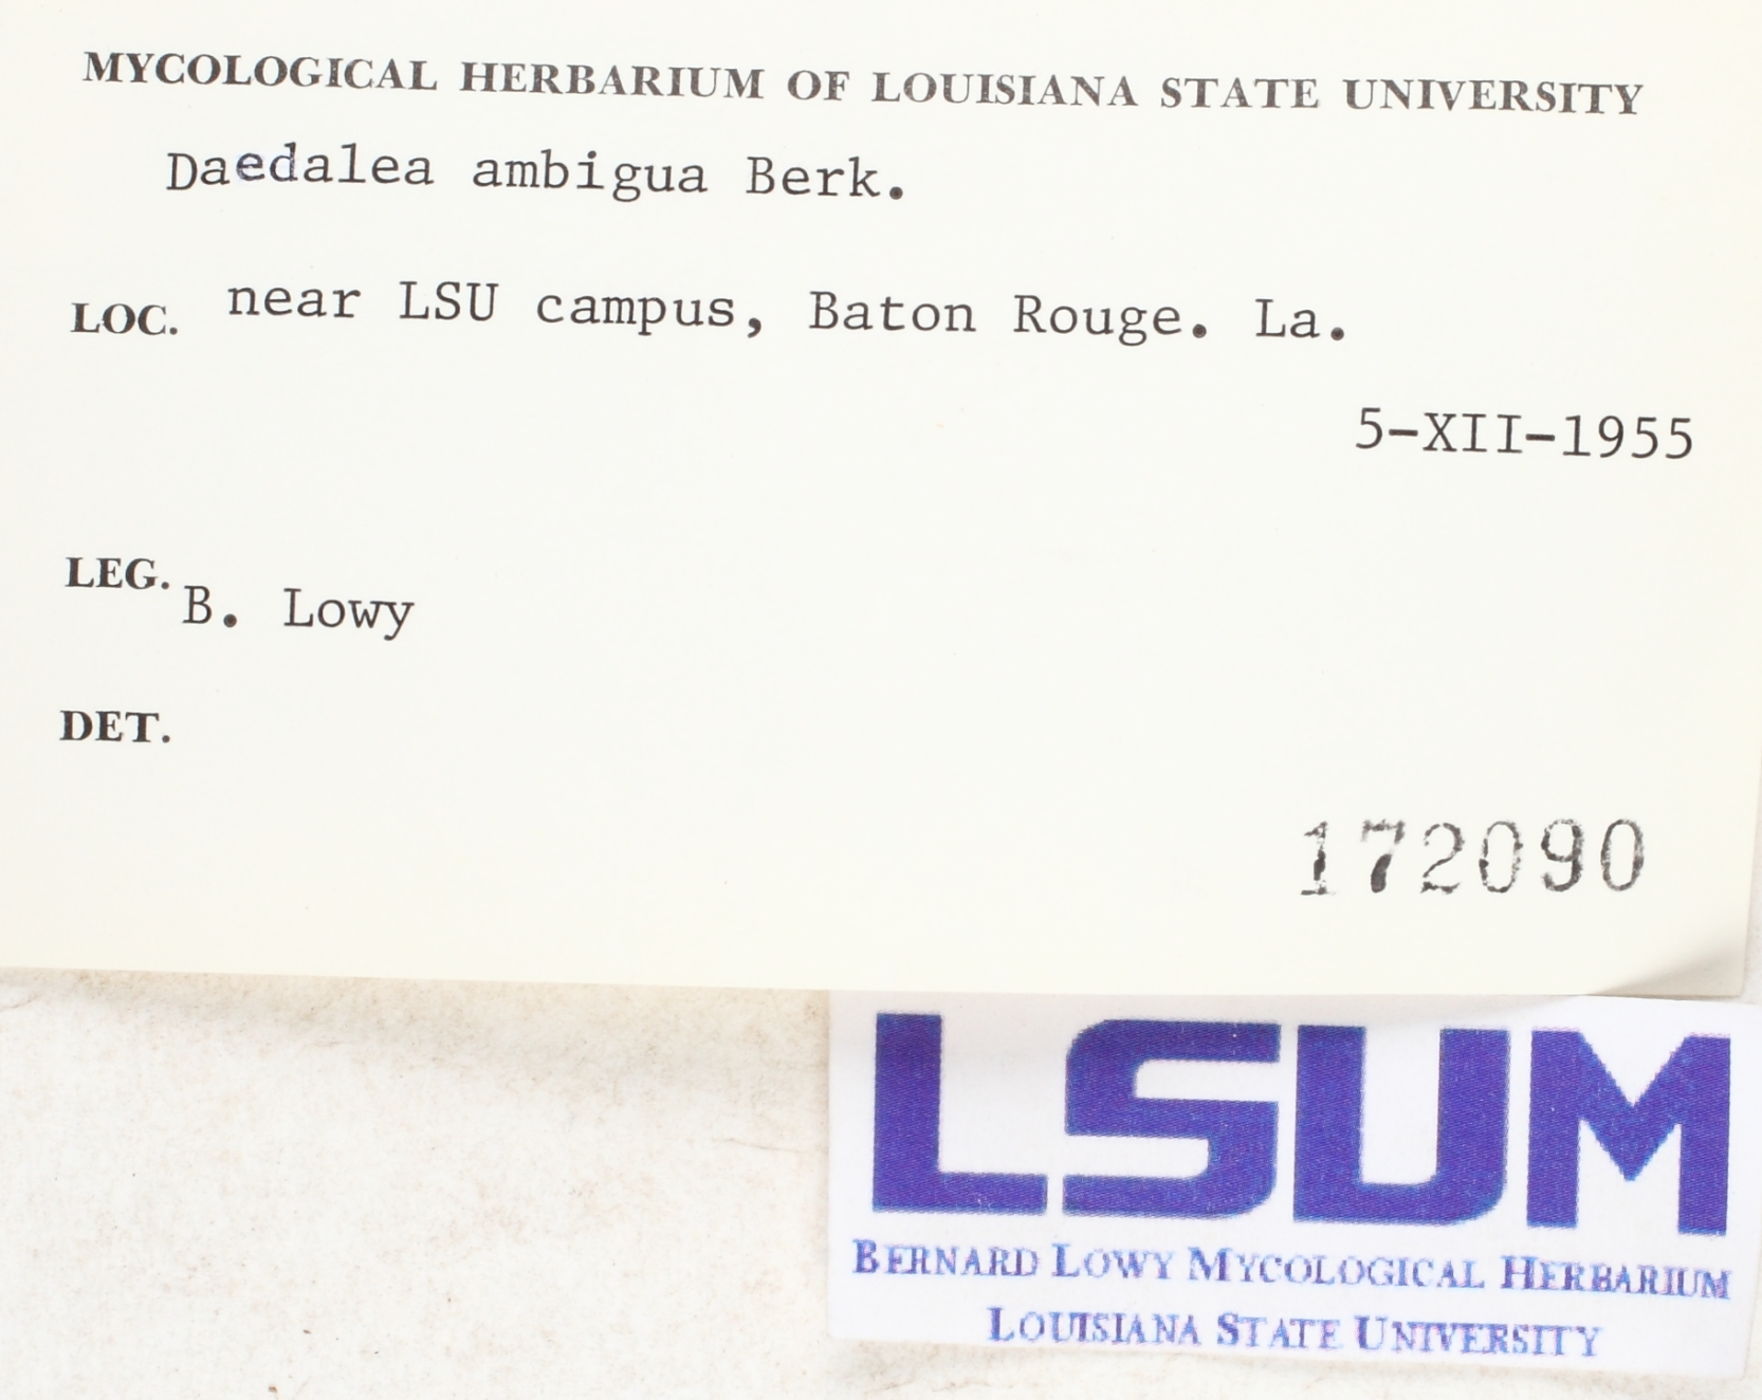 MYCOLOGICAL HERBARIUM OF LOUISIANA STATE UNIVERSITY
Daedalea ambigua Berk.
LOC. near LSU campus, Baton Rouge. La.
5-XII-1955
LEG. B. Lowy
DET.
172090
LSUM
BERNARD LOWY MYCOLOGICAL HERBARIUM
LOUISIANA STATE UNIVERSITY